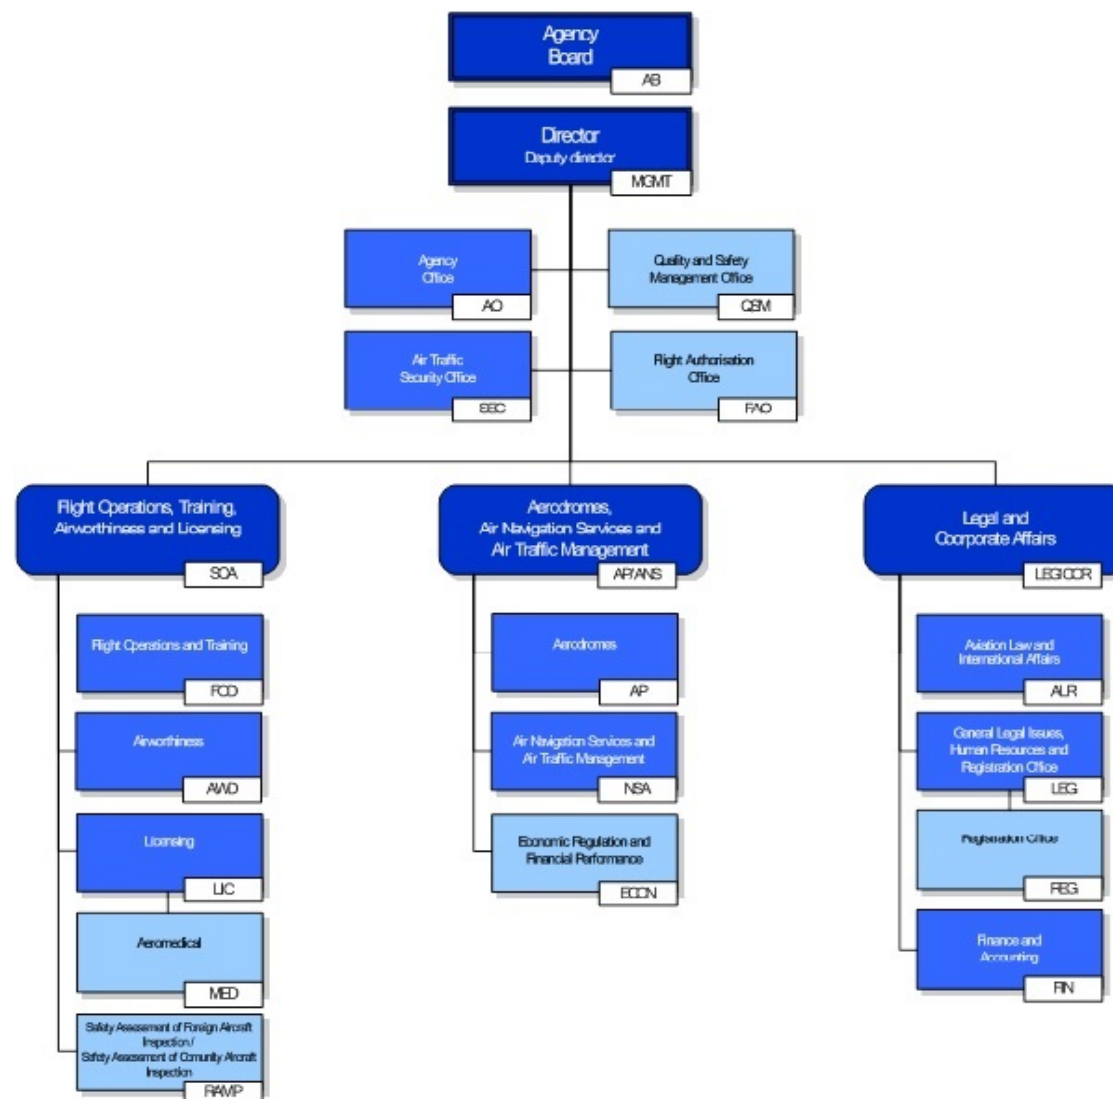 Agency
Board
AB
Director
Deputy director
MGMT
Agency
Office
AO
Quality and Safety
Management Office
QSM
Air Traffic
Security Office
SEC
Flight Authorisation
Office
FAO
Flight Operations, Training,
Airworthiness and Licensing
SOA
Aerodromes,
Air Navigation Services and
Air Traffic Management
AP/ANS
Legal and
Coorporate Affairs
LEG/COR
Flight Operations and Training
FOD
Airworthiness
AWD
Licensing
LIC
Aeromedical
MED
Safety Assessment of Foreign Aircraft
Inspection /
Safety Assessment of Comunity Aircraft
Inspection
RAMP
Aerodromes
AP
Air Navigation Services and
Air Traffic Management
NSA
Economic Regulation and
Financial Performance
ECON
Aviation Law and
International Affairs
ALR
General Legal Issues,
Human Resources and
Registration Office
LEG
Registration Office
REG
Finance and
Accounting
FIN